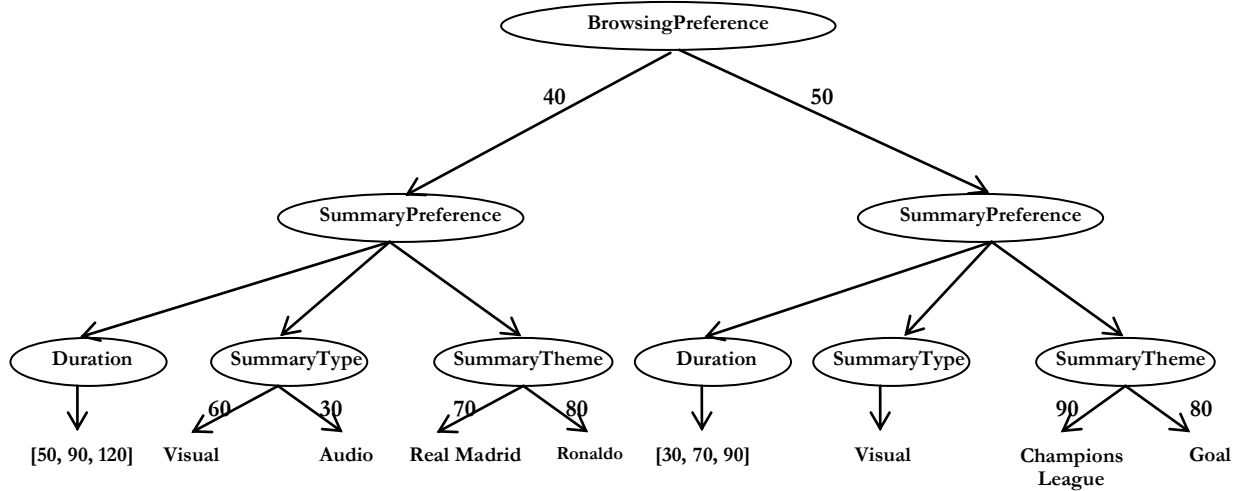 BrowsingPreference
40 50
SummaryPreference SummaryPreference
Duration SummaryType SummaryTheme Duration SummaryType SummaryTheme
60 30 70 80 90 80
[50, 90, 120] Visual Audio Real Madrid Ronaldo [30, 70, 90] Visual Champions Goal
League